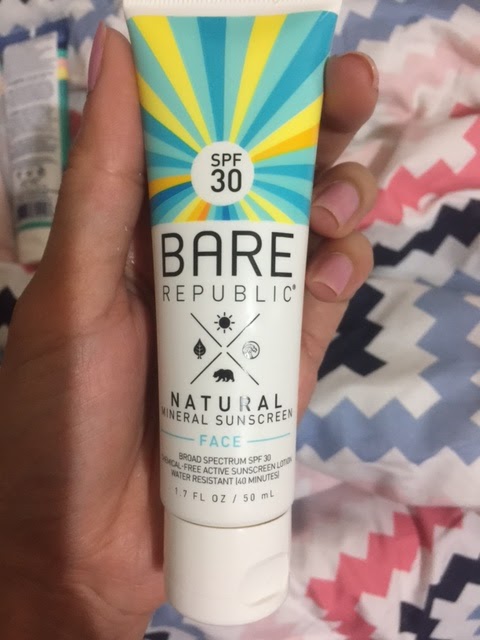 SPF
30
BARE
REPUBLIC®
NATURAL
MINERAL SUNSCREEN
FACE
BROAD SPECTRUM SPF 30
CHEMICAL-FREE ACTIVE SUNSCREEN LOTION
WATER RESISTANT (40 MINUTES)
1.7 FL OZ / 50 mL